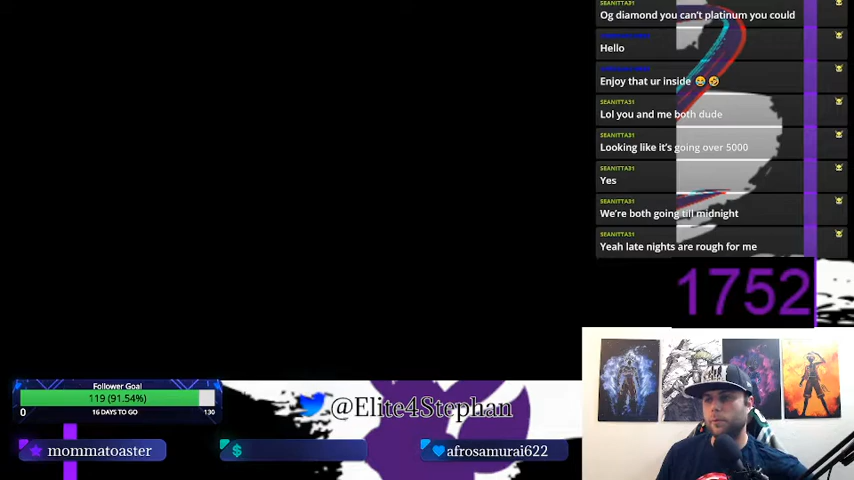 SEANITTA31
Og diamond you can't platinum you could
Hello
Enjoy that ur inside 😂🤣
SEANITTA31
Lol you and me both dude
SEANITTA31
Looking like it's going over 5000
SEANITTA31
Yes
SEANITTA31
We're both going till midnight
SEANITTA31
Yeah late nights are rough for me
1752
Follower Goal
119 (91.54%)
0 16 DAYS TO GO 130
@Elite4Stephan
mommatoaster
$
afrosamurai622